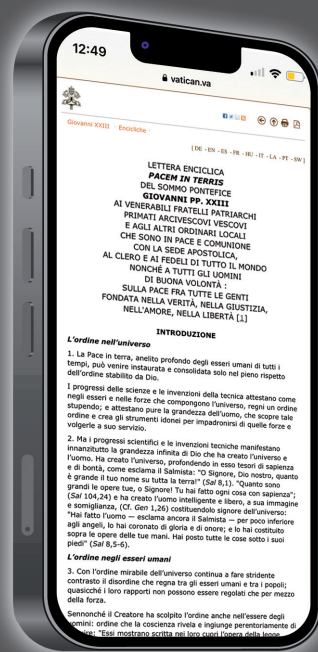 12:49
vatican.va
Giovanni XXIII Encicliche
[ DE - EN - ES - FR - HU - IT - LA - PT - SW ]
LETTERA ENCICLICA
PACEM IN TERRIS
DEL SOMMO PONTEFICE
GIOVANNI PP. XXIII
AI VENERABILI FRATELLI PATRIARCHI
PRIMATI ARCIVESCOVI VESCOVI
E AGLI ALTRI ORDINARI LOCALI
CHE SONO IN PACE E COMUNIONE
CON LA SEDE APOSTOLICA,
AL CLERO E AI FEDELI DI TUTTO IL MONDO
NONCHÉ A TUTTI GLI UOMINI
DI BUONA VOLONTÀ :
SULLA PACE FRA TUTTE LE GENTI
FONDATA NELLA VERITÀ, NELLA GIUSTIZIA,
NELL'AMORE, NELLA LIBERTÀ [1]
INTRODUZIONE
L'ordine nell'universo
1. La Pace in terra, anelito profondo degli esseri umani di tutti i
tempi, può venire instaurata e consolidata solo nel pieno rispetto
dell'ordine stabilito da Dio.
I progressi delle scienze e le invenzioni della tecnica attestano come
negli esseri e nelle forze che compongono l'universo, regni un ordine
stupendo; e attestano pure la grandezza dell'uomo, che scopre tale
ordine e crea gli strumenti idonei per impadronirsi di quelle forze e
volgerle a suo servizio.
2. Ma i progressi scientifici e le invenzioni tecniche manifestano
innanzitutto la grandezza infinita di Dio che ha creato l'universo e
l'uomo. Ha creato l'universo, profondendo in esso tesori di sapienza
e di bontà, come esclama il Salmista: "O Signore, Dio nostro, quanto
è grande il tuo nome su tutta la terra!" (Sal 8,1). "Quanto sono
grandi le opere tue, o Signore! Tu hai fatto ogni cosa con sapienza";
(Sal 104,24) e ha creato l'uomo intelligente e libero, a sua immagine
e somiglianza, (Cf. Gen 1,26) costituendolo signore dell'universo:
"Hai fatto l'uomo — esclama ancora il Salmista — per poco inferiore
agli angeli, lo hai coronato di gloria e di onore; e lo hai costituito
sopra le opere delle tue mani. Hai posto tutte le cose sotto i suoi
piedi" (Sal 8,5-6).
L'ordine negli esseri umani
3. Con l'ordine mirabile dell'universo continua a fare stridente
contrasto il disordine che regna tra gli esseri umani e tra i popoli;
quasicché i loro rapporti non possono essere regolati che per mezzo
della forza.
Sennonché il Creatore ha scolpito l'ordine anche nell'essere degli
uomini: ordine che la coscienza rivela e ingiunge perentoriamente di
"Essi mostrano scritta nei loro cuori l'opera della legge